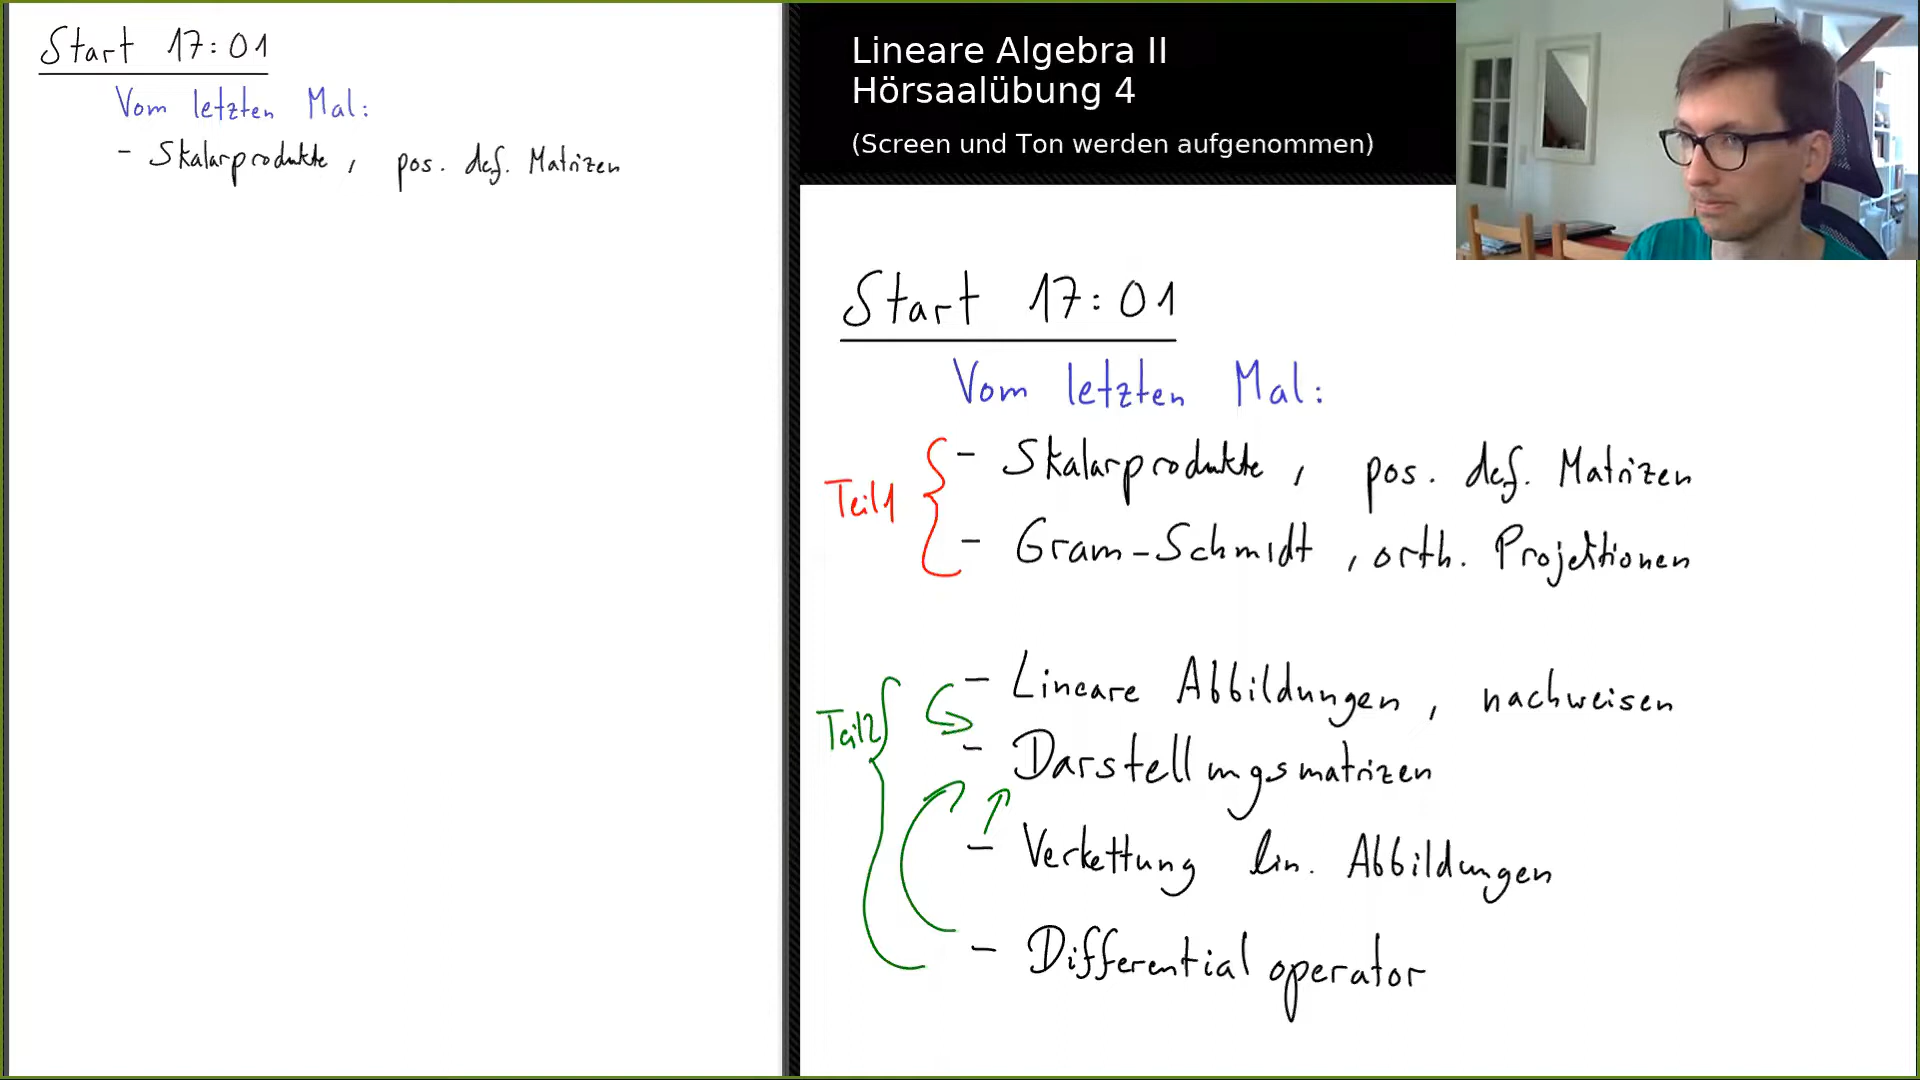 Start 17:01
Vom letzten Mal:
- Skalarprodukte, pos. def. Matrizen
Lineare Algebra II
Hörsaalübung 4
(Screen und Ton werden aufgenommen)
Start 17:01
Vom letzten Mal:
Teil 1
- Skalarprodukte, pos. def. Matrizen
- Gram-Schmidt, orth. Projektionen
Teil 2
- Lineare Abbildungen, nachweisen
- Darstellungsmatrizen
- Verkettung lin. Abbildungen
- Differentialoperator